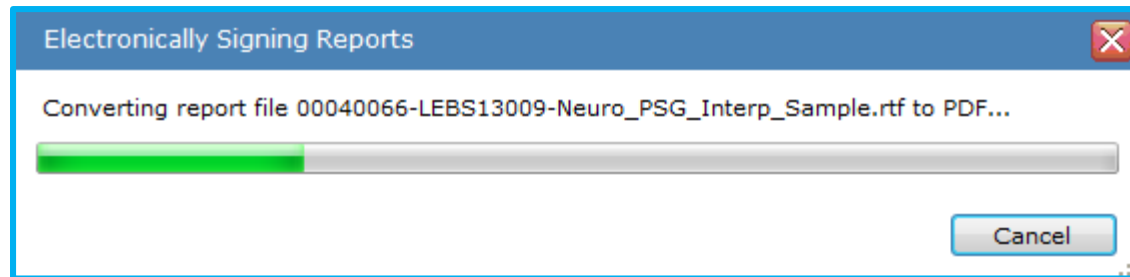 Electronically Signing Reports
Converting report file 00040066-LEBS13009-Neuro_PSG_Interp_Sample.rtf to PDF...
Cancel